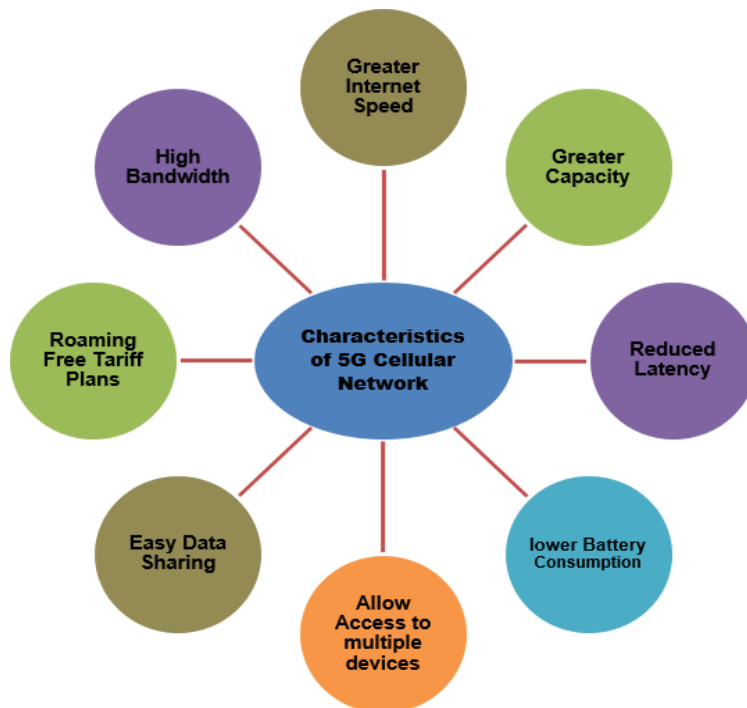 Greater
Internet
Speed
High
Bandwidth
Greater
Capacity
Roaming
Free Tariff
Plans
Characteristics
of 5G Cellular
Network
Reduced
Latency
Easy Data
Sharing
lower Battery
Consumption
Allow
Access to
multiple
devices